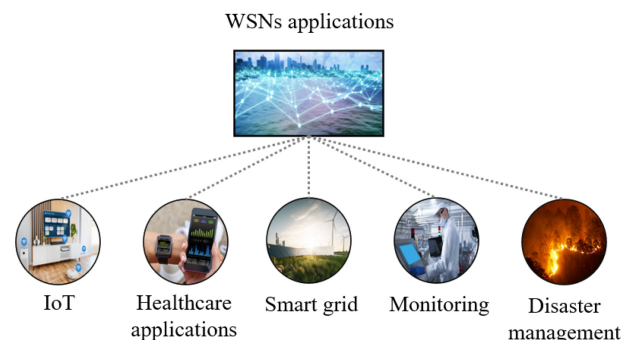 WSNs applications
IoT
Healthcare
applications
Smart grid
Monitoring
Disaster
management